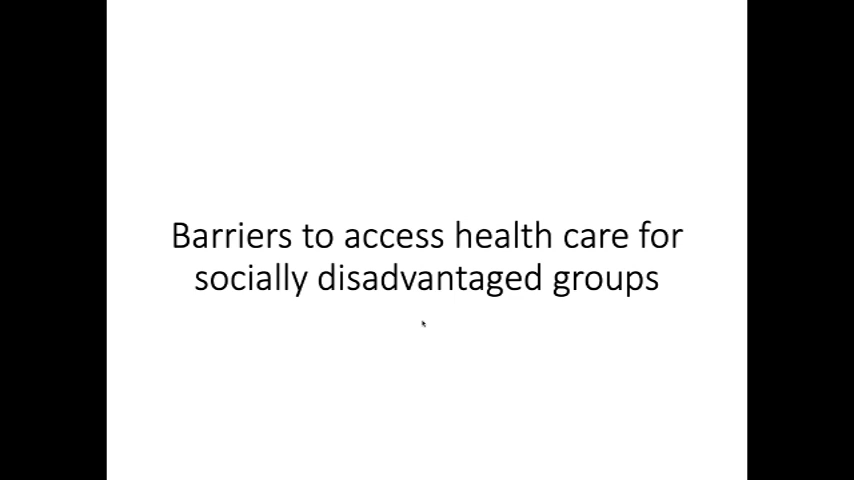 Barriers to access health care for
socially disadvantaged groups